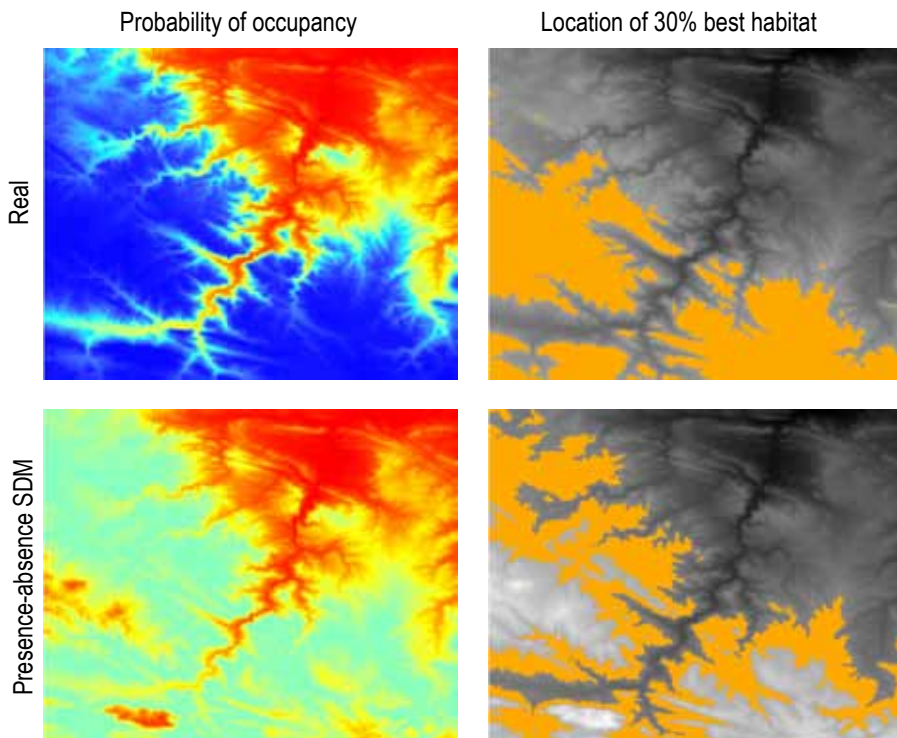 Probability of occupancy
Location of 30% best habitat
Real
Presence-absence SDM